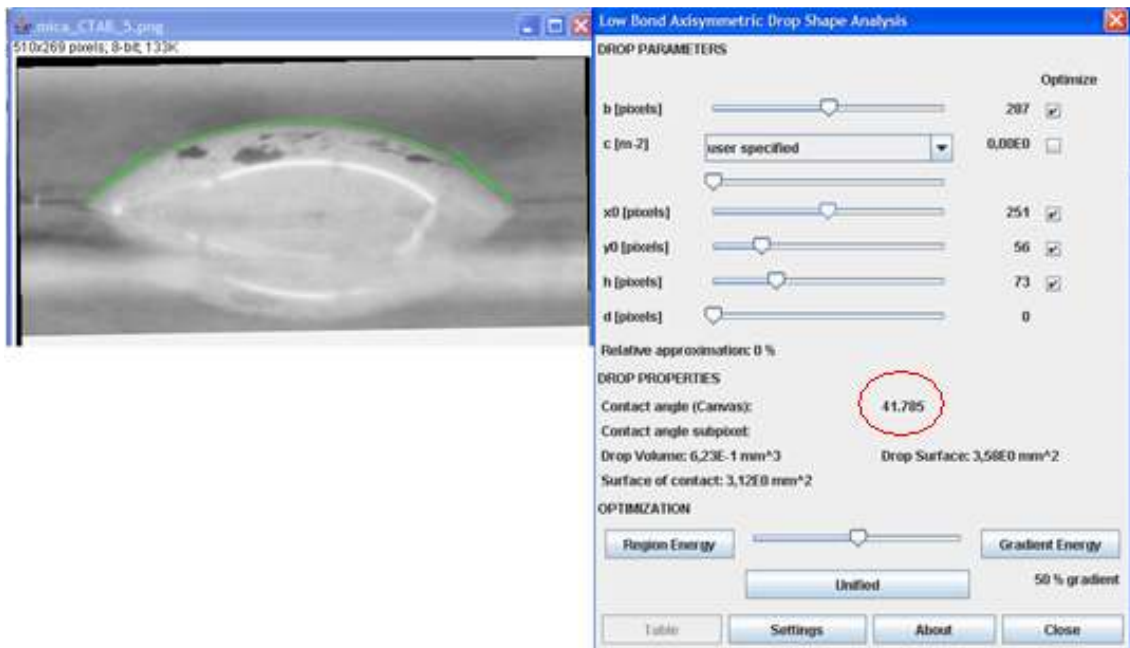 mica_CTAB_5.png
510x269 pixels; 8-bit; 133K
Low Bond Axisymmetric Drop Shape Analysis
DROP PARAMETERS
Optimize
b [pixels] 287
c [m-2] user specified 0,00E0
x0 [pixels] 251
y0 [pixels] 56
h [pixels] 73
d [pixels] 0
Relative approximation: 0 %
DROP PROPERTIES
Contact angle (Canvas): 41.785
Contact angle subpixel:
Drop Volume: 6,23E-1 mm^3 Drop Surface: 3,58E0 mm^2
Surface of contact: 3,12E0 mm^2
OPTIMIZATION
Region Energy Gradient Energy
Unified 50 % gradient
Table Settings About Close